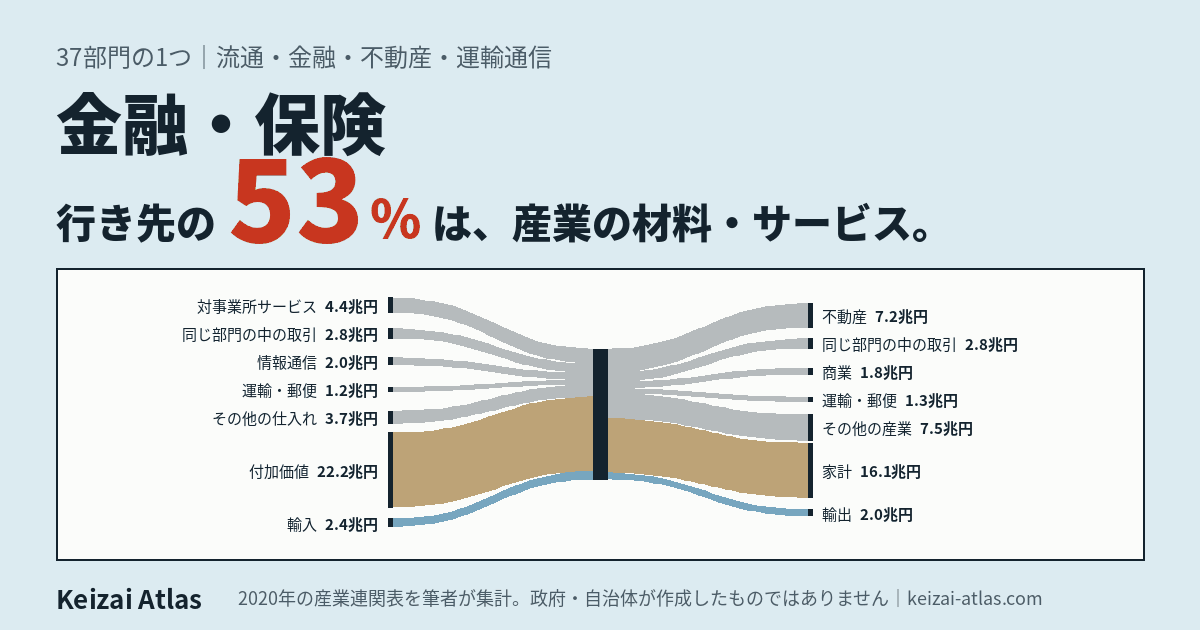 37部門の1つ｜流通・金融・不動産・運輸通信
金融・保険
行き先の 53% は、産業の材料・サービス。
対事業所サービス 4.4兆円
同じ部門の中の取引 2.8兆円
情報通信 2.0兆円
運輸・郵便 1.2兆円
その他の仕入れ 3.7兆円
付加価値 22.2兆円
輸入 2.4兆円
不動産 7.2兆円
同じ部門の中の取引 2.8兆円
商業 1.8兆円
運輸・郵便 1.3兆円
その他の産業 7.5兆円
家計 16.1兆円
輸出 2.0兆円
Keizai Atlas 2020年の産業連関表を筆者が集計。政府・自治体が作成したものではありません｜keizai-atlas.com